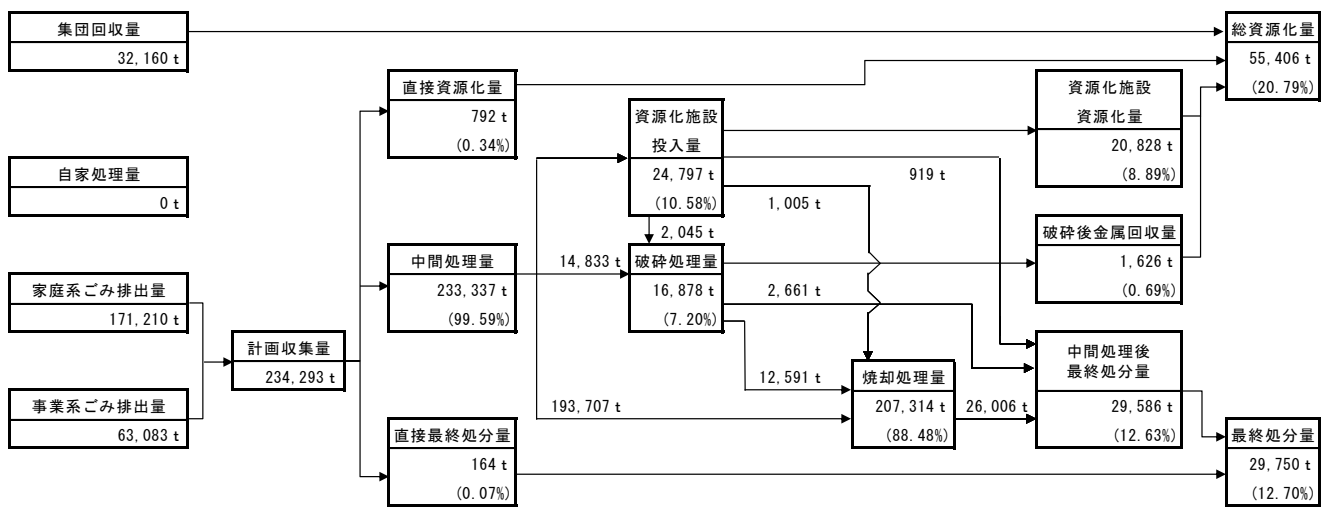 集団回収量
32,160 t
総資源化量
55,406 t
(20.79%)
直接資源化量
792 t
(0.34%)
資源化施設
投入量
24,797 t
(10.58%)
資源化施設
資源化量
20,828 t
(8.89%)
919 t
1,005 t
2,045 t
自家処理量
0 t
破砕後金属回収量
1,626 t
(0.69%)
中間処理量
233,337 t
(99.59%)
14,833 t
破砕処理量
16,878 t
(7.20%)
2,661 t
家庭系ごみ排出量
171,210 t
計画収集量
234,293 t
12,591 t
193,707 t
焼却処理量
207,314 t
(88.48%)
26,006 t
中間処理後
最終処分量
29,586 t
(12.63%)
事業系ごみ排出量
63,083 t
直接最終処分量
164 t
(0.07%)
最終処分量
29,750 t
(12.70%)